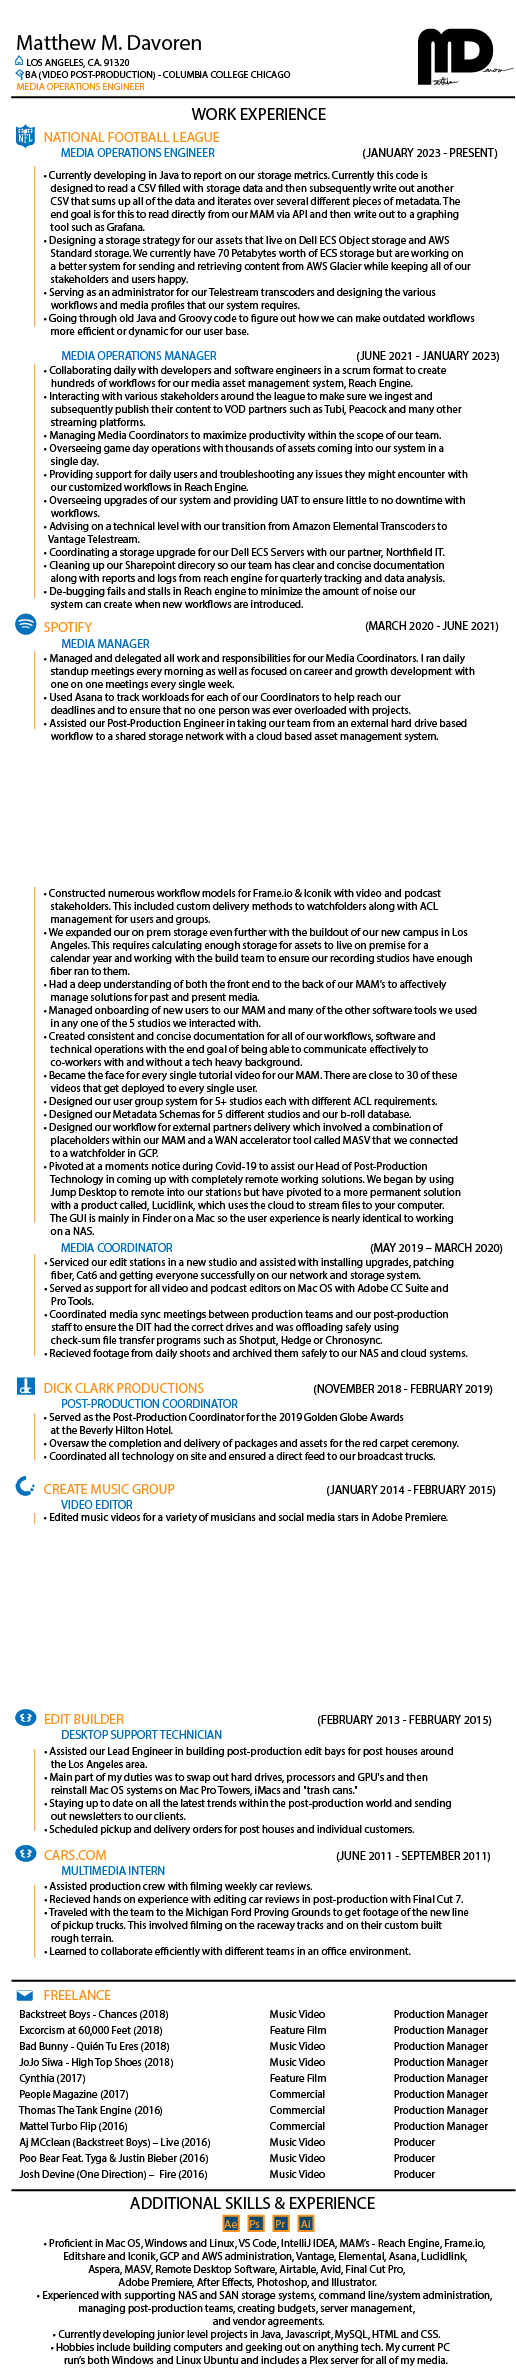 Matthew M. Davoren
LOS ANGELES, CA. 91320
BA (VIDEO POST-PRODUCTION) - COLUMBIA COLLEGE CHICAGO
MEDIA OPERATIONS ENGINEER
MD
WORK EXPERIENCE
NFL
NATIONAL FOOTBALL LEAGUE
MEDIA OPERATIONS ENGINEER (JANUARY 2023 - PRESENT)
• Currently developing in Java to report on our storage metrics. Currently this code is
designed to read a CSV filled with storage data and then subsequently write out another
CSV that sums up all of the data and iterates over several different pieces of metadata. The
end goal is for this to read directly from our MAM via API and then write out to a graphing
tool such as Grafana.
• Designing a storage strategy for our assets that live on Dell ECS Object storage and AWS
Standard storage. We currently have 70 Petabytes worth of ECS storage but are working on
a better system for sending and retrieving content from AWS Glacier while keeping all of our
stakeholders and users happy.
• Serving as an administrator for our Telestream transcoders and designing the various
workflows and media profiles that our system requires.
• Going through old Java and Groovy code to figure out how we can make outdated workflows
more efficient or dynamic for our user base.
MEDIA OPERATIONS MANAGER (JUNE 2021 - JANUARY 2023)
• Collaborating daily with developers and software engineers in a scrum format to create
hundreds of workflows for our media asset management system, Reach Engine.
• Interacting with various stakeholders around the league to make sure we ingest and
subsequently publish their content to VOD partners such as Tubi, Peacock and many other
streaming platforms.
• Managing Media Coordinators to maximize productivity within the scope of our team.
• Overseeing game day operations with thousands of assets coming into our system in a
single day.
• Providing support for daily users and troubleshooting any issues they might encounter with
our customized workflows in Reach Engine.
• Overseeing upgrades of our system and providing UAT to ensure little to no downtime with
workflows.
• Advising on a technical level with our transition from Amazon Elemental Transcoders to
Vantage Telestream.
• Coordinating a storage upgrade for our Dell ECS Servers with our partner, Northfield IT.
• Cleaning up our Sharepoint direcory so our team has clear and concise documentation
along with reports and logs from reach engine for quarterly tracking and data analysis.
• De-bugging fails and stalls in Reach engine to minimize the amount of noise our
system can create when new workflows are introduced.
SPOTIFY (MARCH 2020 - JUNE 2021)
MEDIA MANAGER
• Managed and delegated all work and responsibilities for our Media Coordinators. I ran daily
standup meetings every morning as well as focused on career and growth development with
one on one meetings every single week.
• Used Asana to track workloads for each of our Coordinators to help reach our
deadlines and to ensure that no one person was ever overloaded with projects.
• Assisted our Post-Production Engineer in taking our team from an external hard drive based
workflow to a shared storage network with a cloud based asset management system.
• Constructed numerous workflow models for Frame.io & Iconik with video and podcast
stakeholders. This included custom delivery methods to watchfolders along with ACL
management for users and groups.
• We expanded our on prem storage even further with the buildout of our new campus in Los
Angeles. This requires calculating enough storage for assets to live on premise for a
calendar year and working with the build team to ensure our recording studios have enough
fiber ran to them.
• Had a deep understanding of both the front end to the back of our MAM's to affectively
manage solutions for past and present media.
• Managed onboarding of new users to our MAM and many of the other software tools we used
in any one of the 5 studios we interacted with.
• Created consistent and concise documentation for all of our workflows, software and
technical operations with the end goal of being able to communicate effectively to
co-workers with and without a tech heavy background.
• Became the face for every single tutorial video for our MAM. There are close to 30 of these
videos that get deployed to every single user.
• Designed our user group system for 5+ studios each with different ACL requirements.
• Designed our Metadata Schemas for 5 different studios and our b-roll database.
• Designed our workflow for external partners delivery which involved a combination of
placeholders within our MAM and a WAN accelerator tool called MASV that we connected
to a watchfolder in GCP.
• Pivoted at a moments notice during Covid-19 to assist our Head of Post-Production
Technology in coming up with completely remote working solutions. We began by using
Jump Desktop to remote into our stations but have pivoted to a more permanent solution
with a product called, Lucidlink, which uses the cloud to stream files to your computer.
The GUI is mainly in Finder on a Mac so the user experience is nearly identical to working
on a NAS.
MEDIA COORDINATOR (MAY 2019 – MARCH 2020)
• Serviced our edit stations in a new studio and assisted with installing upgrades, patching
fiber, Cat6 and getting everyone successfully on our network and storage system.
• Served as support for all video and podcast editors on Mac OS with Adobe CC Suite and
Pro Tools.
• Coordinated media sync meetings between production teams and our post-production
staff to ensure the DIT had the correct drives and was offloading safely using
check-sum file transfer programs such as Shotput, Hedge or Chronosync.
• Recieved footage from daily shoots and archived them safely to our NAS and cloud systems.
dc
DICK CLARK PRODUCTIONS (NOVEMBER 2018 - FEBRUARY 2019)
POST-PRODUCTION COORDINATOR
• Served as the Post-Production Coordinator for the 2019 Golden Globe Awards
at the Beverly Hilton Hotel.
• Oversaw the completion and delivery of packages and assets for the red carpet ceremony.
• Coordinated all technology on site and ensured a direct feed to our broadcast trucks.
CREATE MUSIC GROUP (JANUARY 2014 - FEBRUARY 2015)
VIDEO EDITOR
• Edited music videos for a variety of musicians and social media stars in Adobe Premiere.
EDIT BUILDER (FEBRUARY 2013 - FEBRUARY 2015)
DESKTOP SUPPORT TECHNICIAN
• Assisted our Lead Engineer in building post-production edit bays for post houses around
the Los Angeles area.
• Main part of my duties was to swap out hard drives, processors and GPU's and then
reinstall Mac OS systems on Mac Pro Towers, iMacs and "trash cans."
• Staying up to date on all the latest trends within the post-production world and sending
out newsletters to our clients.
• Scheduled pickup and delivery orders for post houses and individual customers.
CARS.COM (JUNE 2011 - SEPTEMBER 2011)
MULTIMEDIA INTERN
• Assisted production crew with filming weekly car reviews.
• Recieved hands on experience with editing car reviews in post-production with Final Cut 7.
• Traveled with the team to the Michigan Ford Proving Grounds to get footage of the new line
of pickup trucks. This involved filming on the raceway tracks and on their custom built
rough terrain.
• Learned to collaborate efficiently with different teams in an office environment.
FREELANCE
Backstreet Boys - Chances (2018) Music Video Production Manager
Excorcism at 60,000 Feet (2018) Feature Film Production Manager
Bad Bunny - Quién Tu Eres (2018) Music Video Production Manager
JoJo Siwa - High Top Shoes (2018) Music Video Production Manager
Cynthia (2017) Feature Film Production Manager
People Magazine (2017) Commercial Production Manager
Thomas The Tank Engine (2016) Commercial Production Manager
Mattel Turbo Flip (2016) Commercial Production Manager
Aj MCclean (Backstreet Boys) – Live (2016) Music Video Producer
Poo Bear Feat. Tyga & Justin Bieber (2016) Music Video Producer
Josh Devine (One Direction) – Fire (2016) Music Video Producer
ADDITIONAL SKILLS & EXPERIENCE
Ae Ps Pr Ai
• Proficient in Mac OS, Windows and Linux, VS Code, IntelliJ IDEA, MAM's - Reach Engine, Frame.io,
Editshare and Iconik, GCP and AWS administration, Vantage, Elemental, Asana, Luclidlink,
Aspera, MASV, Remote Desktop Software, Airtable, Avid, Final Cut Pro,
Adobe Premiere, After Effects, Photoshop, and Illustrator.
• Experienced with supporting NAS and SAN storage systems, command line/system administration,
managing post-production teams, creating budgets, server management,
and vendor agreements.
• Currently developing junior level projects in Java, Javascript, MySQL, HTML and CSS.
• Hobbies include building computers and geeking out on anything tech. My current PC
run's both Windows and Linux Ubuntu and includes a Plex server for all of my media.